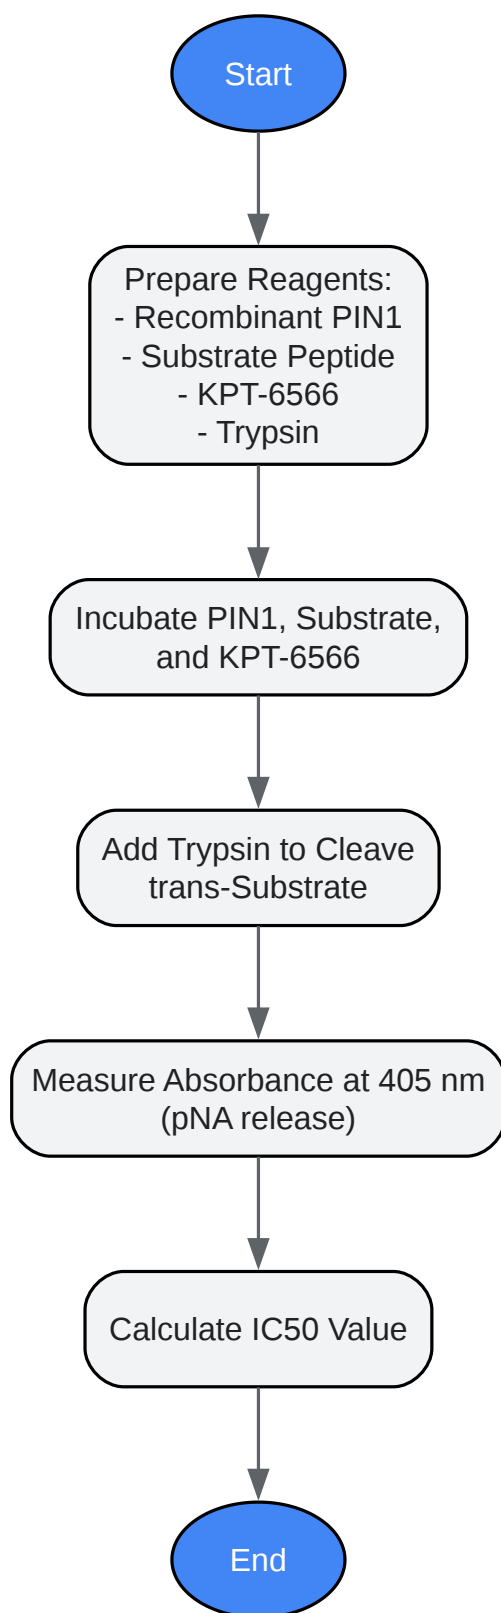 Start
Prepare Reagents:
- Recombinant PIN1
- Substrate Peptide
- KPT-6566
- Trypsin
Incubate PIN1, Substrate,
and KPT-6566
Add Trypsin to Cleave
trans-Substrate
Measure Absorbance at 405 nm
(pNA release)
Calculate IC50 Value
End